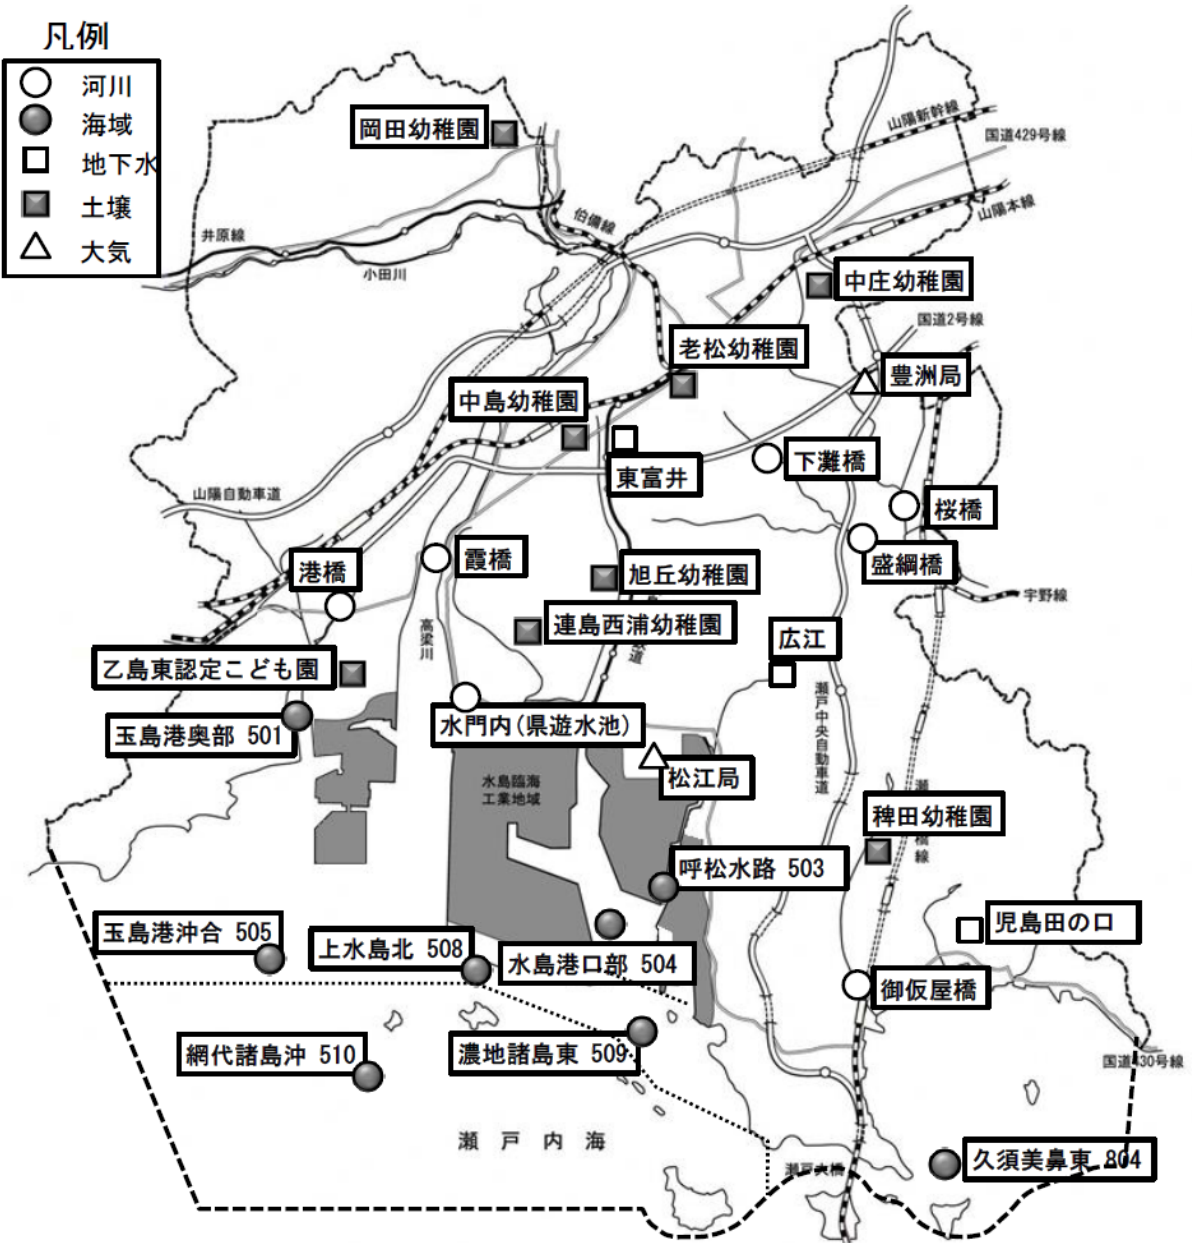 凡例
河川
海域
地下水
土壌
大気
岡田幼稚園
山陽新幹線
国道429号線
山陽本線
伯備線
井原線
小田川
中庄幼稚園
国道2号線
老松幼稚園
豊洲局
中島幼稚園
下灘橋
東富井
山陽自動車道
桜橋
盛綱橋
霞橋
港橋
旭丘幼稚園
宇野線
連島西浦幼稚園
高梁川
道
広江
乙島東認定こども園
瀬戸中央自動車道
玉島港奥部 501
水門内(県遊水池)
松江局
水島臨海
工業地域
稗田幼稚園
線
呼松水路 503
玉島港沖合 505
上水島北 508
水島港口部 504
児島田の口
御仮屋橋
濃地諸島東 509
網代諸島沖 510
国道430号線
瀬戸内海
瀬戸大橋
久須美鼻東 804